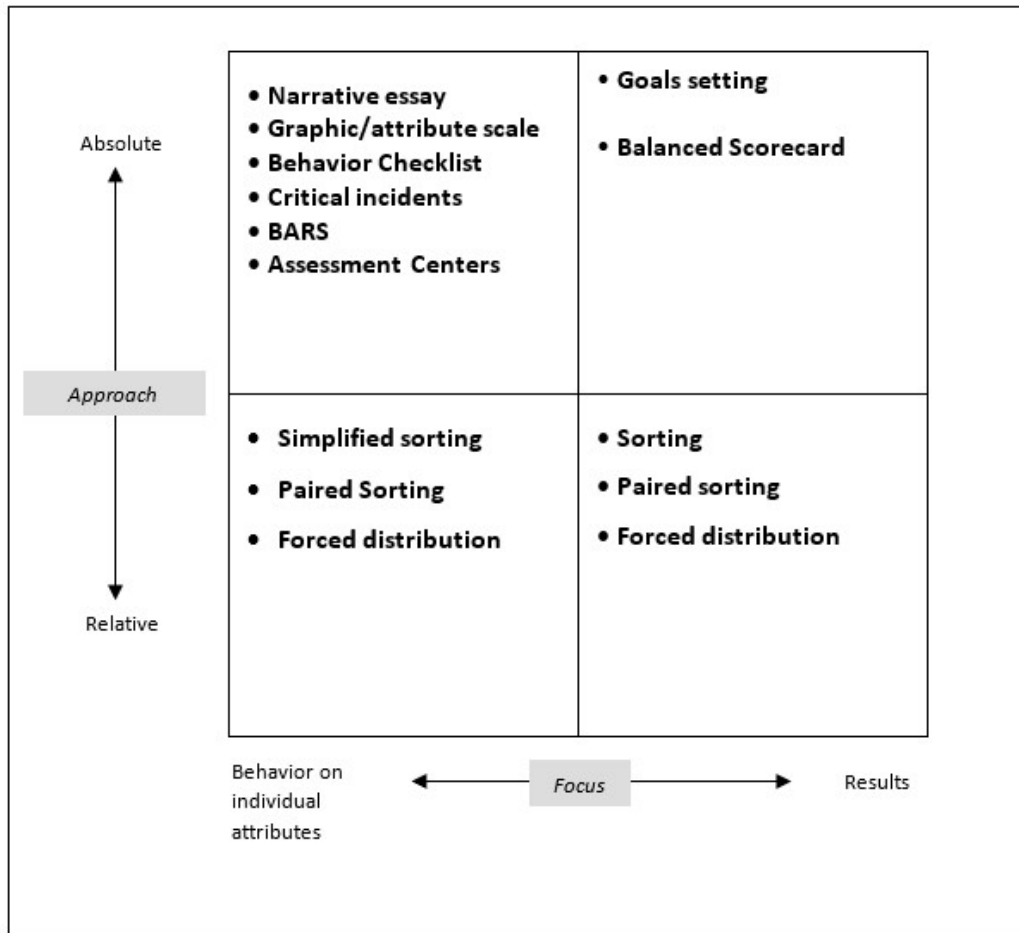 Absolute
Approach
Relative
• Narrative essay
• Graphic/attribute scale
• Behavior Checklist
• Critical incidents
• BARS
• Assessment Centers
• Goals setting
• Balanced Scorecard
• Simplified sorting
• Paired Sorting
• Forced distribution
• Sorting
• Paired sorting
• Forced distribution
Behavior on
individual
attributes
Focus
Results